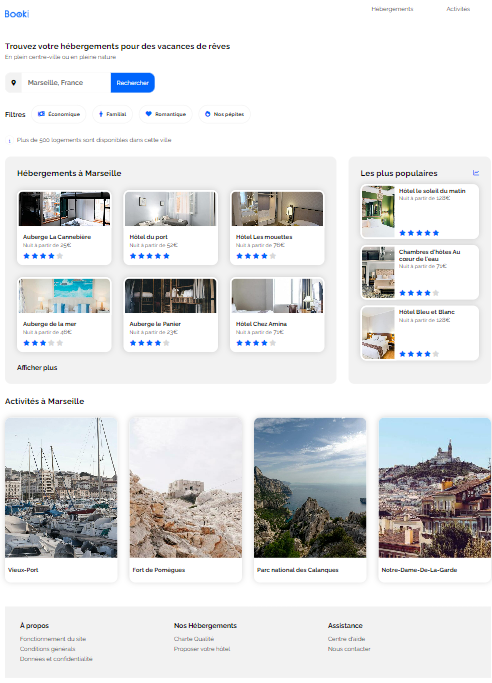 Booki
Hébergements
Activités
Trouvez votre hébergements pour des vacances de rêves
En plein centre-ville ou en pleine nature
Marseille, France
Rechercher
Filtres
Économique
Familial
Romantique
Nos pépites
Plus de 500 logements sont disponibles dans cette ville
Hébergements à Marseille
Auberge La Cannebière
Nuit à partir de 25€
Hôtel du port
Nuit à partir de 52€
Hôtel Les mouettes
Nuit à partir de 76€
Auberge de la mer
Nuit à partir de 46€
Auberge le Panier
Nuit à partir de 23€
Hôtel Chez Amina
Nuit à partir de 76€
Afficher plus
Les plus populaires
Hôtel le soleil du matin
Nuit à partir de 128€
Chambres d'hôtes Au
cœur de l'eau
Nuit à partir de 71€
Hôtel Bleu et Blanc
Nuit à partir de 128€
Activités à Marseille
Vieux-Port
Fort de Pomègues
Parc national des Calanques
Notre-Dame-De-La-Garde
À propos
Fonctionnement du site
Conditions générals
Données et confidentialité
Nos Hébergements
Charte Qualité
Proposer votre hôtel
Assistance
Centre d'aide
Nous contacter